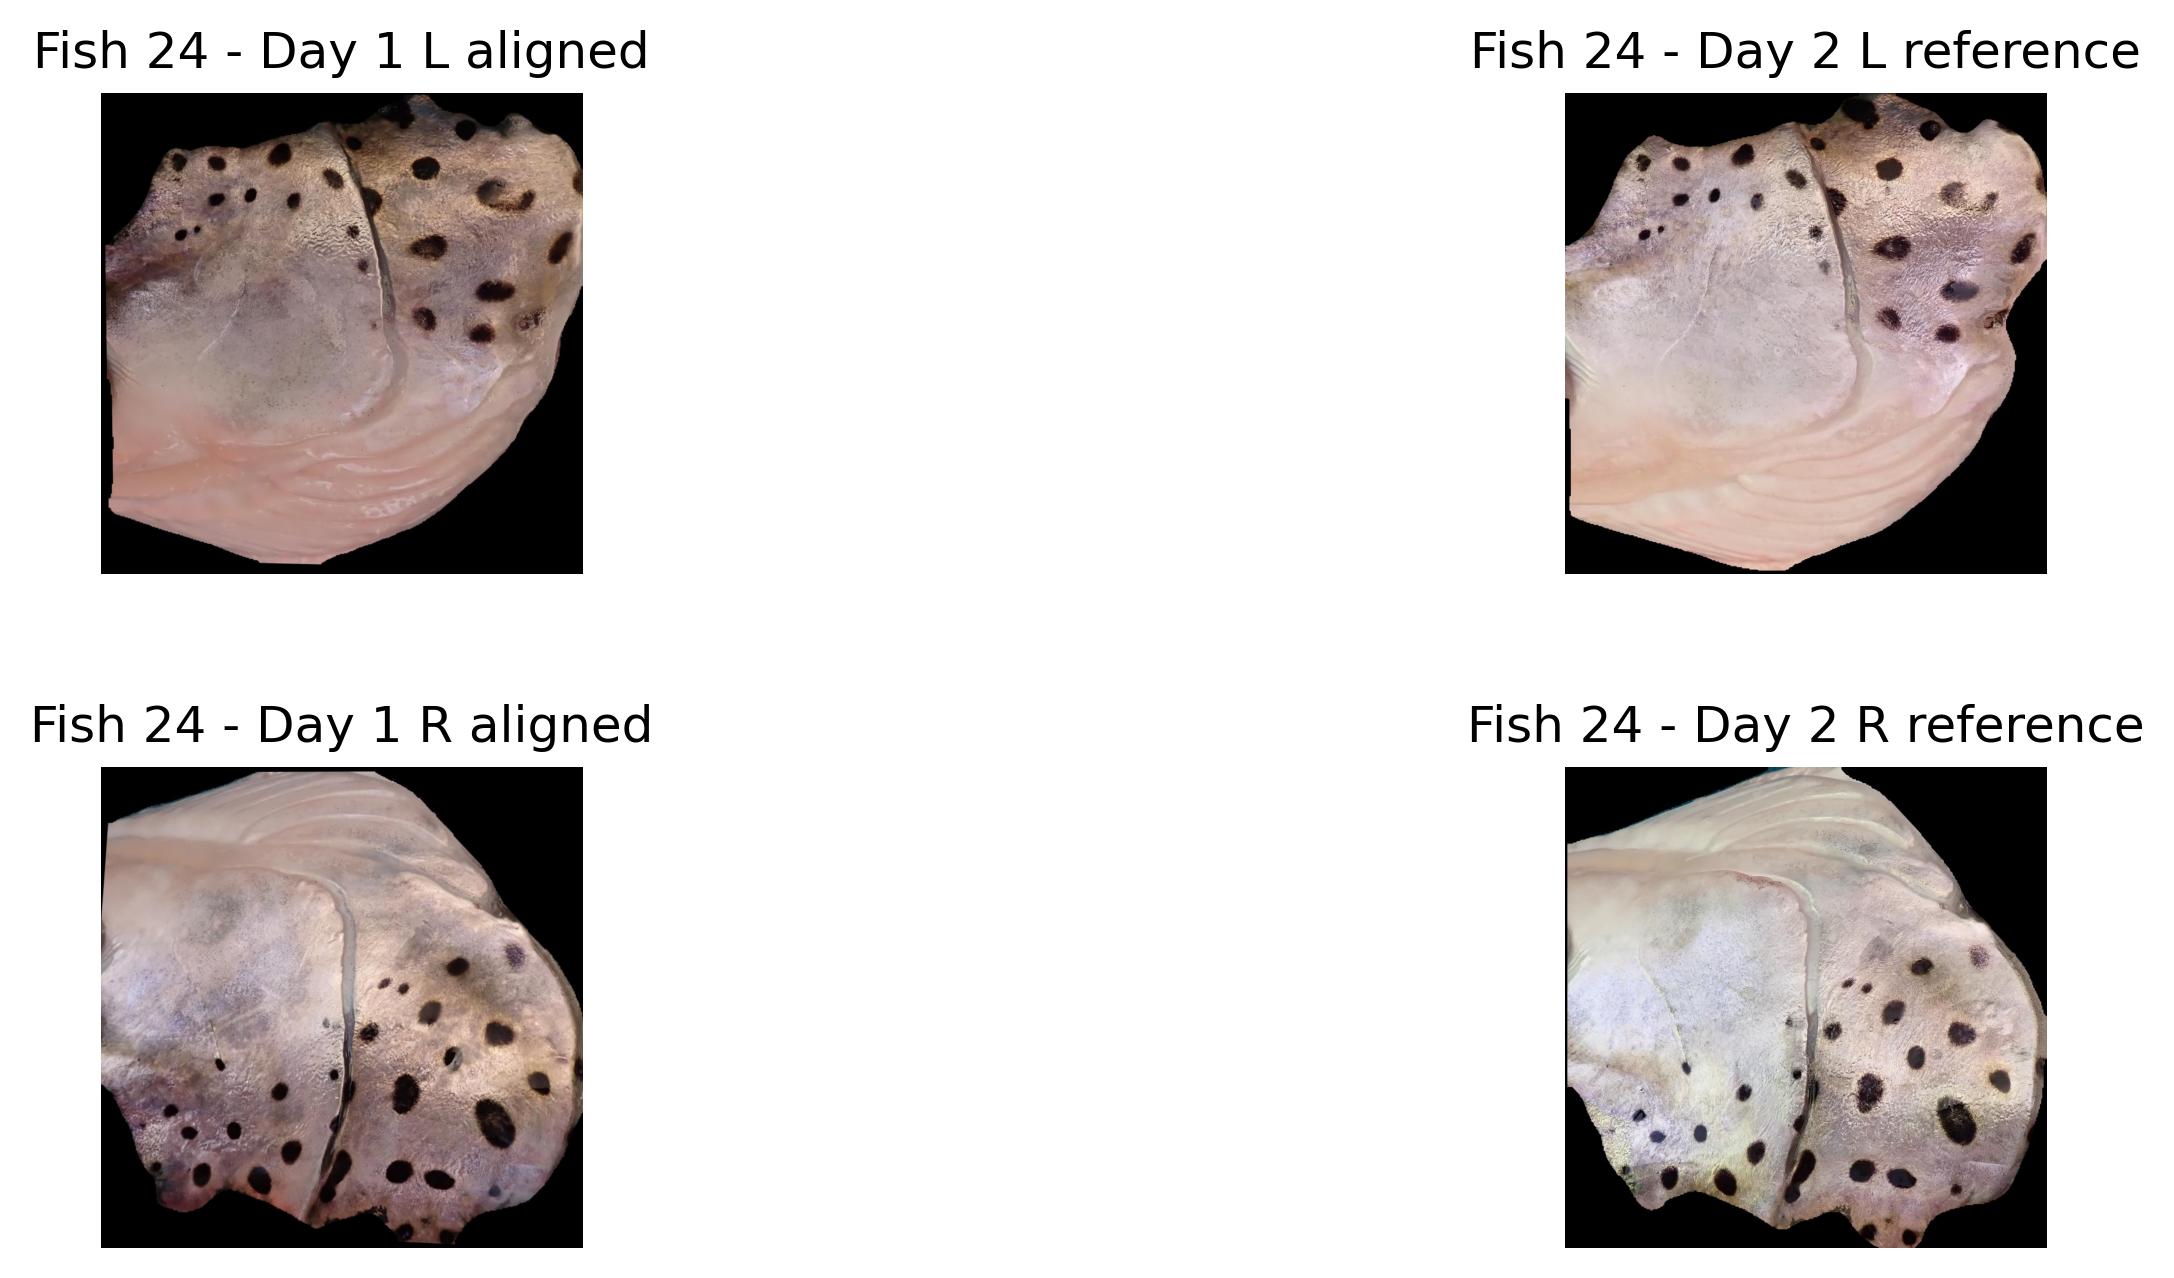 Fish 24 - Day 1 L aligned
Fish 24 - Day 2 L reference
Fish 24 - Day 1 R aligned
Fish 24 - Day 2 R reference